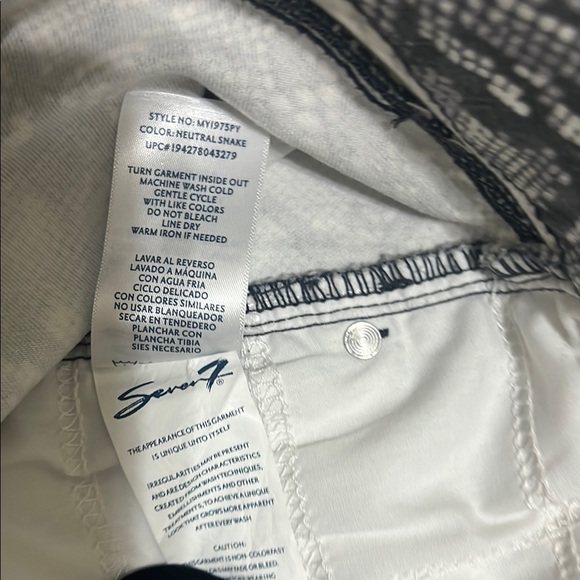 STYLE NO: MY1975PY
COLOR: NEUTRAL SNAKE
UPC#194278043279
TURN GARMENT INSIDE OUT
MACHINE WASH COLD
GENTLE CYCLE
WITH LIKE COLORS
DO NOT BLEACH
LINE DRY
WARM IRON IF NEEDED
LAVAR AL REVERSO
LAVADO A MÁQUINA
CON AGUA FRIA
CICLO DELICADO
CON COLORES SIMILARES
NO USAR BLANQUEADOR
SECAR EN TENDEDERO
PLANCHAR CON
PLANCHA TIBIA
SIES NECESARIO
Seven7®
THE APPEARANCE OF THIS GARMENT
IS UNIQUE UNTO ITSELF
IRREGULARITIES MAY BE PRESENT
AND ARE DESIGN CHARACTERISTICS
FROM WASH TECHNIQUES,
EMBELLISHMENTS AND OTHER
TREATMENTS, TO ACHIEVE A UNIQUE
LOOK THAT GROWS MORE APPARENT
AFTER EVERY WASH
CAUTION:
GARMENT IS NON COLORFAST
OR BLEED.